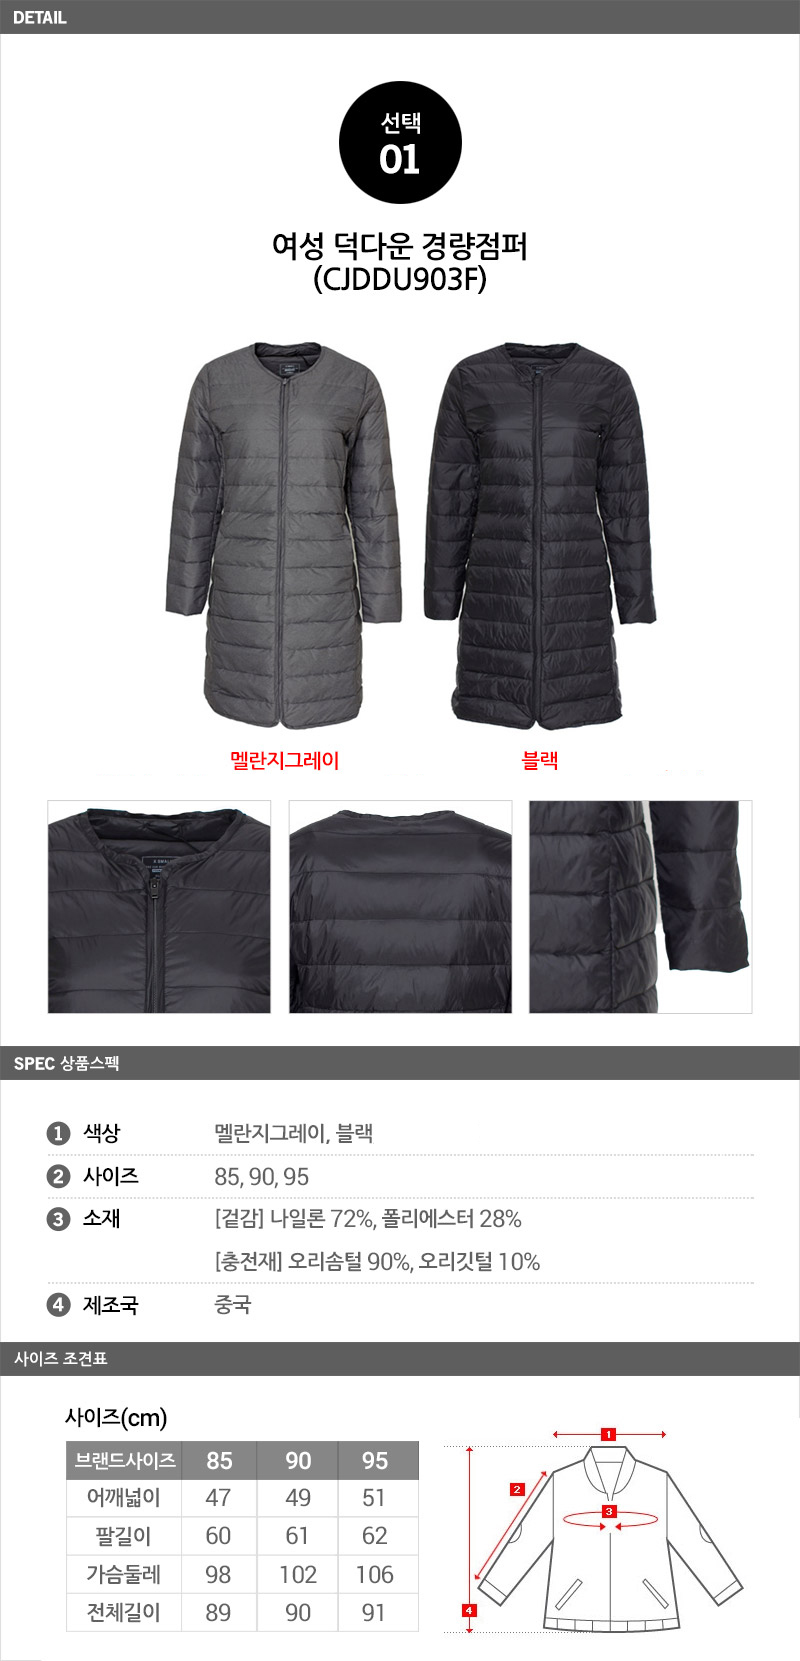 DETAIL
선택
01
여성 덕다운 경량점퍼
(CJDDU903F)
멜란지그레이
블랙
SPEC 상품스펙
1 색상 멜란지그레이, 블랙
2 사이즈 85, 90, 95
3 소재 [겉감] 나일론 72%, 폴리에스터 28%
[충전재] 오리솜털 90%, 오리깃털 10%
4 제조국 중국
사이즈 조견표
사이즈(cm)
브랜드사이즈 85 90 95
어깨넓이 47 49 51
팔길이 60 61 62
가슴둘레 98 102 106
전체길이 89 90 91
1
2
3
4